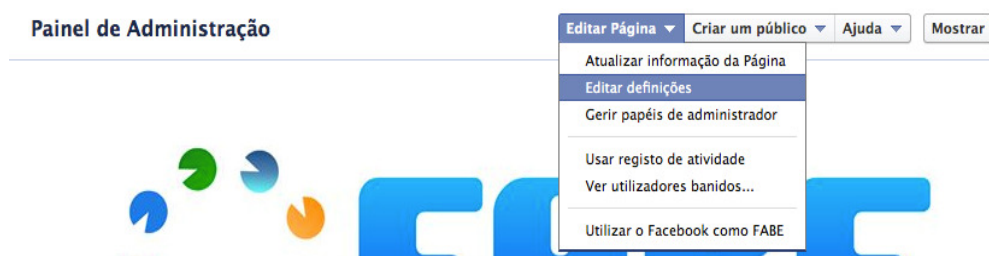 Painel de Administração
Editar Página Criar um público Ajuda Mostrar
Atualizar informação da Página
Editar definições
Gerir papéis de administrador
Usar registo de atividade
Ver utilizadores banidos...
Utilizar o Facebook como FABE